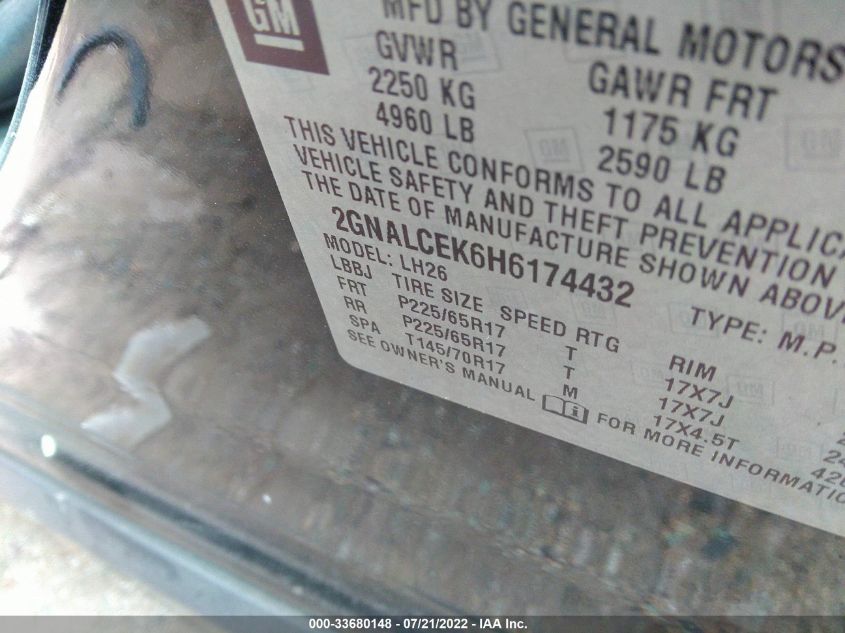 GM
MFD BY GENERAL MOTORS
GVWR GAWR FRT
2250 KG 1175 KG
4960 LB 2590 LB
THIS VEHICLE CONFORMS TO ALL
VEHICLE SAFETY AND THEFT PREVENTION
THE DATE OF MANUFACTURE SHOWN
2GNALCEK6H6174432 TYPE: M.P.
MODEL: LH26
LBBJ TIRE SIZE SPEED RTG RIM
FRT P225/65R17 T 17X7J
RR P225/65R17 T 17X7J
SPA T145/70R17 M 17X4.5T
SEE OWNER'S MANUAL FOR MORE
000-33680148 / 07/21/2022 - IAA Inc.